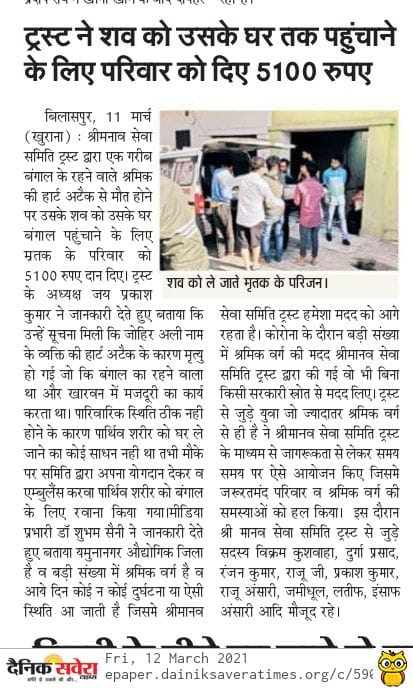 ट्रस्ट ने शव को उसके घर तक पहुंचाने
के लिए परिवार को दिए 5100 रुपए
बिलासपुर, 11 मार्च
(खुराना) : श्रीमनाव सेवा
समिति ट्रस्ट द्वारा एक गरीब
बंगाल के रहने वाले श्रमिक
की हार्ट अटैक से मौत होने
पर उसके शव को उसके घर
बंगाल पहुंचाने के लिए
मृतक के परिवार को
5100 रुपए दान दिए। ट्रस्ट
के अध्यक्ष जय प्रकाश
कुमार ने जानकारी देते हुए बताया कि
उन्हें सूचना मिली कि जोहिर अली नाम
के व्यक्ति की हार्ट अटैक के कारण मृत्यु
हो गई जो कि बंगाल का रहने वाला
था और खारवन में मजदूरी का कार्य
करता था। पारिवारिक स्थिति ठीक नही
होने के कारण पार्थिव शरीर को घर ले
जाने का कोई साधन नही था तभी मौके
पर समिति द्वारा अपना योगदान देकर व
एम्बुलैंस करवा पार्थिव शरीर को बंगाल
के लिए रवाना किया गया।मीडिया
प्रभारी डॉ शुभम सैनी ने जानकारी देते
हुए बताया यमुनानगर औद्योगिक जिला
है व बड़ी संख्या में श्रमिक वर्ग है व
आये दिन कोई न कोई दुर्घटना या ऐसी
स्थिति आ जाती है जिसमे श्रीमानव
शव को ले जाते मृतक के परिजन।
सेवा समिति ट्रस्ट हमेशा मदद को आगे
रहता है। कोरोना के दौरान बड़ी संख्या
में श्रमिक वर्ग की मदद श्रीमानव सेवा
समिति ट्रस्ट द्वारा की गई वो भी बिना
किसी सरकारी स्रोत से मदद लिए। ट्रस्ट
से जुड़े युवा जो ज्यादातर श्रमिक वर्ग
से ही है ने श्रीमानव सेवा समिति ट्रस्ट
के माध्यम से जागरूकता से लेकर समय
समय पर ऐसे आयोजन किए जिसमे
जरूरतमंद परिवार व श्रमिक वर्ग की
समस्याओं को हल किया। इस दौरान
श्री मानव सेवा समिति ट्रस्ट से जुड़े
सदस्य विक्रम कुशवाहा, दुर्गा प्रसाद,
रंजन कुमार, राजू जी, प्रकाश कुमार,
राजू अंसारी, जमीधूल, लतीफ, इंसाफ
अंसारी आदि मौजूद रहे।
दैनिक सवेरा
Fri, 12 March 2021
epaper.dainiksaveratimes.org/c/590